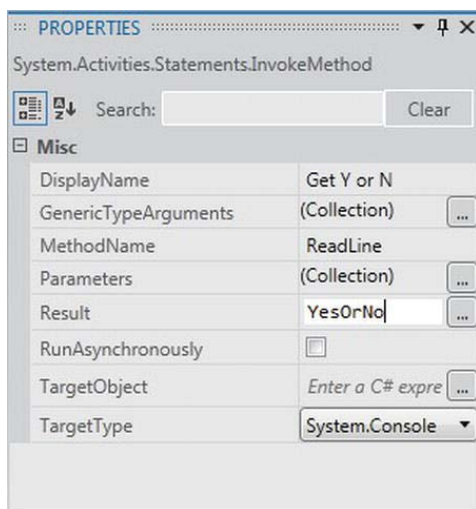 PROPERTIES
System.Activities.Statements.InvokeMethod
Search: Clear
Misc
DisplayName Get Y or N
GenericTypeArguments (Collection) ...
MethodName ReadLine
Parameters (Collection) ...
Result YesOrNo ...
RunAsynchronously
TargetObject Enter a C# expre ...
TargetType System.Console